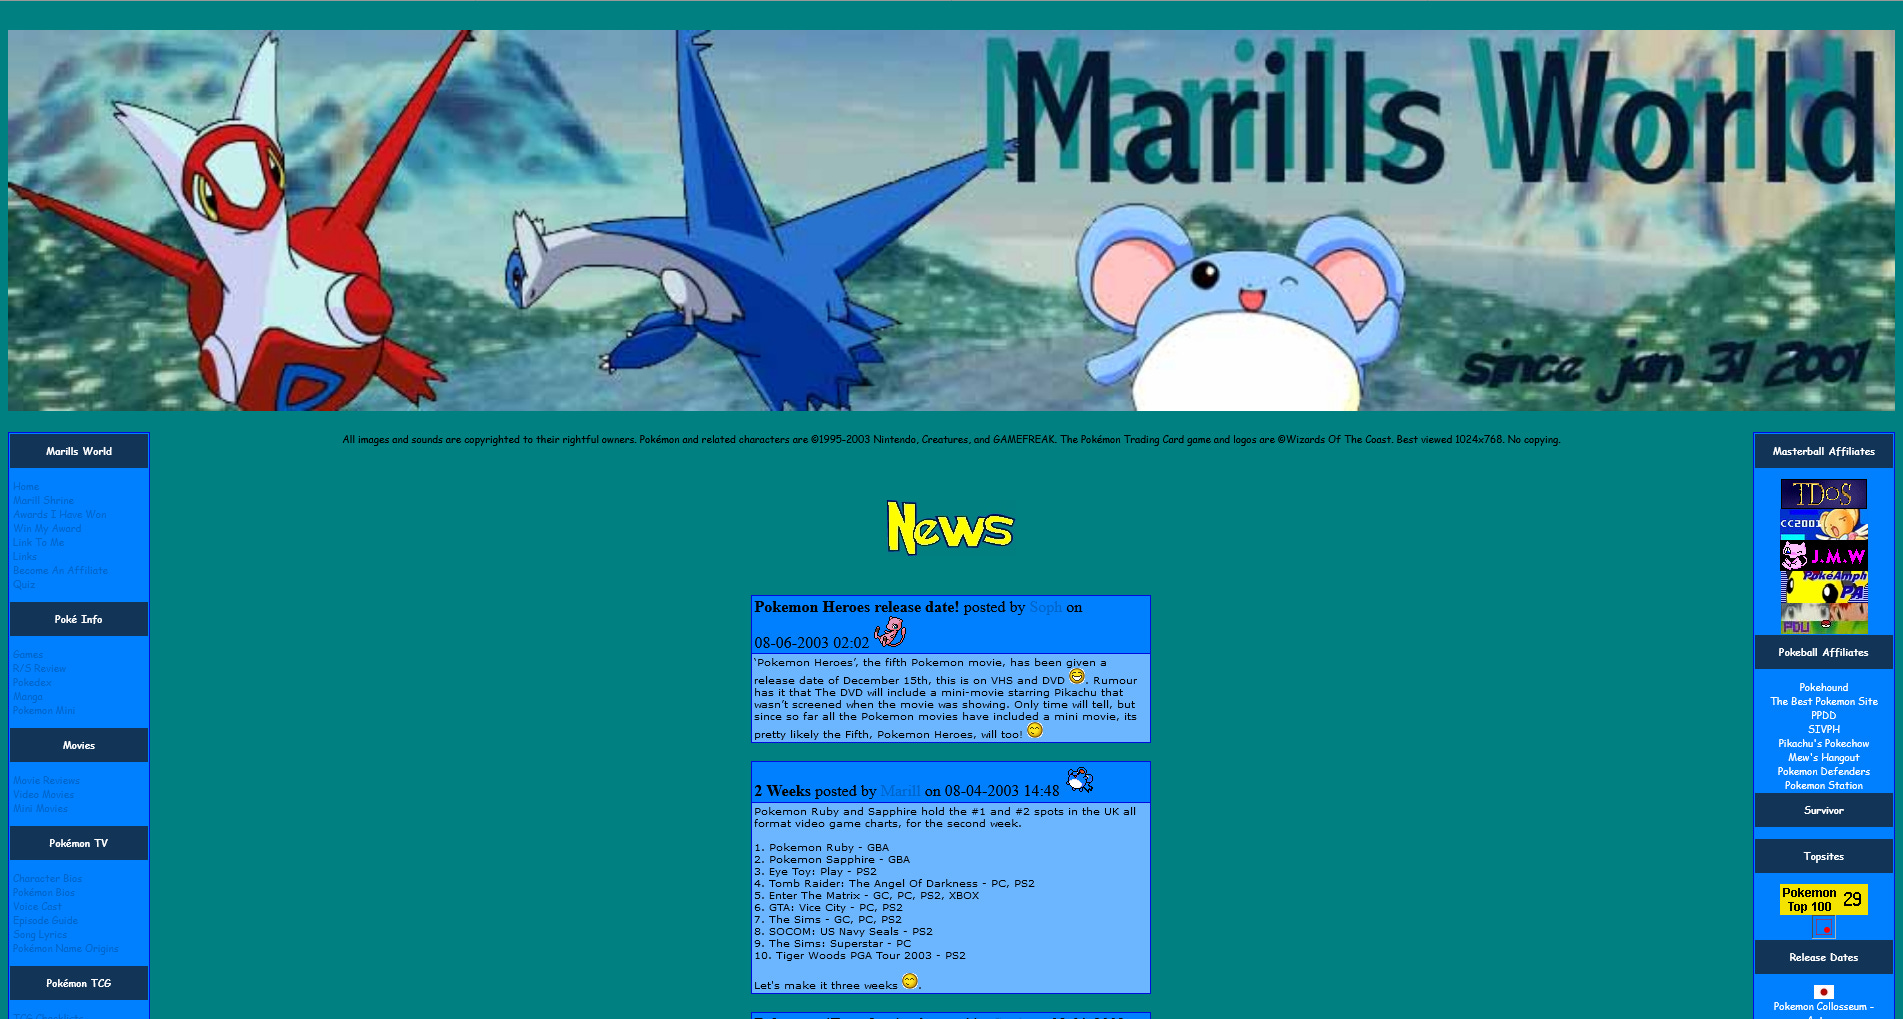 Marills World
since jan 31 2001
All images and sounds are copyrighted to their rightful owners. Pokémon and related characters are ©1995-2003 Nintendo, Creatures, and GAMEFREAK. The Pokémon Trading Card game and logos are ©Wizards Of The Coast. Best viewed 1024x768. No copying.
Marills World
Home
Marill Shrine
Awards I Have Won
Win My Award
Link To Me
Links
Become An Affiliate
Quiz
Poké Info
Games
R/S Review
Pokedex
Manga
Pokemon Mini
Movies
Movie Reviews
Video Movies
Mini Movies
Pokémon TV
Character Bios
Pokémon Bios
Voice Cast
Episode Guide
Song Lyrics
Pokémon Name Origins
Pokémon TCG
News
Pokemon Heroes release date! posted by Soph on
08-06-2003 02:02
'Pokemon Heroes', the fifth Pokemon movie, has been given a
release date of December 15th, this is on VHS and DVD . Rumour
has it that The DVD will include a mini-movie starring Pikachu that
wasn't screened when the movie was showing. Only time will tell, but
since so far all the Pokemon movies have included a mini movie, its
pretty likely the Fifth, Pokemon Heroes, will too!
2 Weeks posted by Marill on 08-04-2003 14:48
Pokemon Ruby and Sapphire hold the #1 and #2 spots in the UK all
format video game charts, for the second week.
1. Pokemon Ruby - GBA
2. Pokemon Sapphire - GBA
3. Eye Toy: Play - PS2
4. Tomb Raider: The Angel Of Darkness - PC, PS2
5. Enter The Matrix - GC, PC, PS2, XBOX
6. GTA: Vice City - PC, PS2
7. The Sims - GC, PC, PS2
8. SOCOM: US Navy Seals - PS2
9. The Sims: Superstar - PC
10. Tiger Woods PGA Tour 2003 - PS2
Let's make it three weeks .
Masterball Affiliates
TDoS
CC2001
J.M.W
PokéAmph
PA
PDU
Pokeball Affiliates
Pokehound
The Best Pokemon Site
PPDD
SIVPH
Pikachu's Pokechow
Mew's Hangout
Pokemon Defenders
Pokemon Station
Survivor
Topsites
Pokemon
Top 100
29
Release Dates
Pokemon Collosseum -